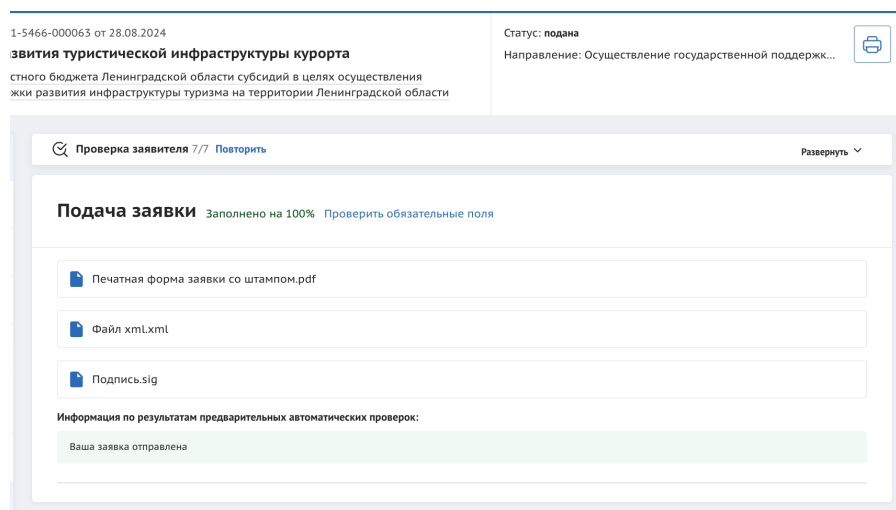 1-5466-000063 от 28.08.2024
звития туристической инфраструктуры курорта
стного бюджета Ленинградской области субсидий в целях осуществления
жки развития инфраструктуры туризма на территории Ленинградской области
Статус: подана
Направление: Осуществление государственной поддержк...
Проверка заявителя 7/7 Повторить
Развернуть
Подача заявки Заполнено на 100% Проверить обязательные поля
Печатная форма заявки со штампом.pdf
Файл xml.xml
Подпись.sig
Информация по результатам предварительных автоматических проверок:
Ваша заявка отправлена